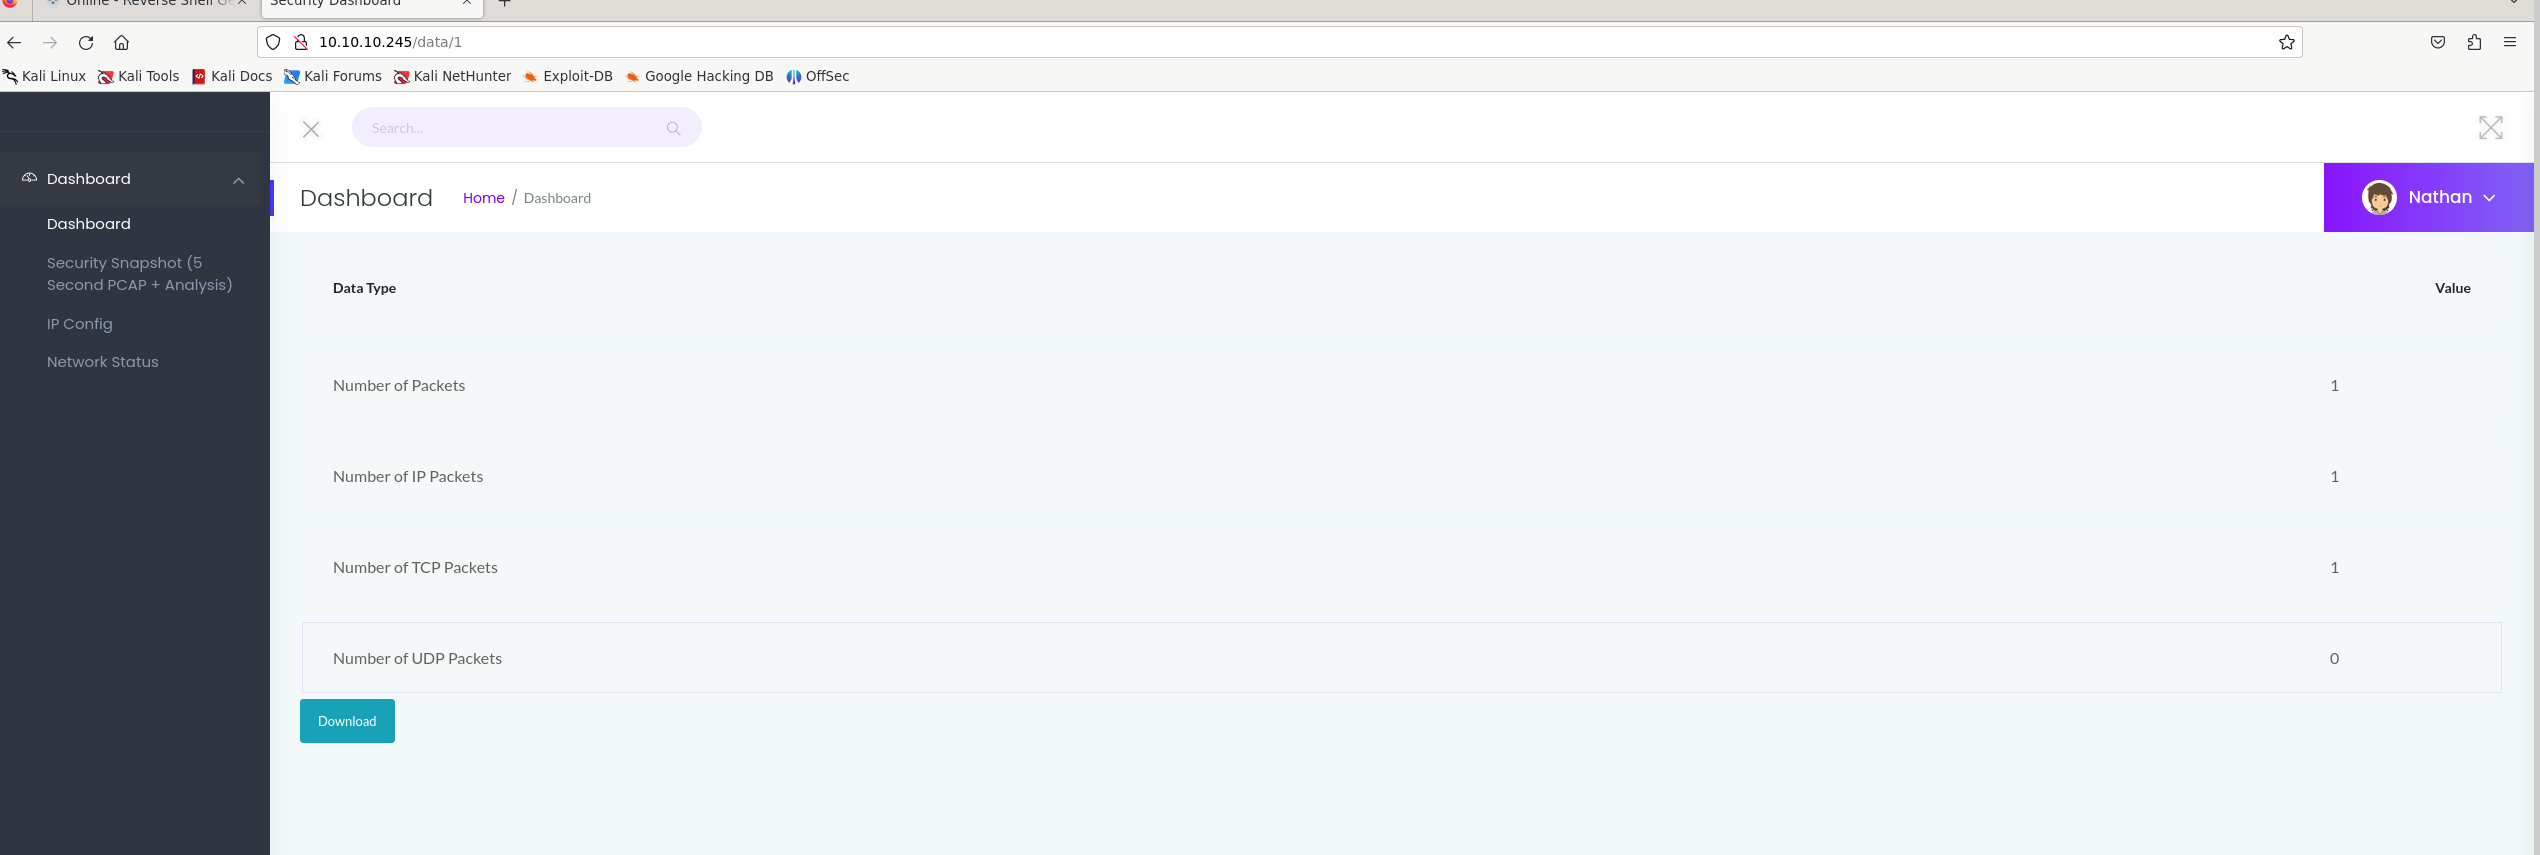 Online - Reverse Shell Ge
Security Dashboard
10.10.10.245/data/1
Kali Linux Kali Tools Kali Docs Kali Forums Kali NetHunter Exploit-DB Google Hacking DB OffSec
Search...
Dashboard
Dashboard
Security Snapshot (5
Second PCAP + Analysis)
IP Config
Network Status
Dashboard Home / Dashboard
Nathan
Data Type Value
Number of Packets 1
Number of IP Packets 1
Number of TCP Packets 1
Number of UDP Packets 0
Download